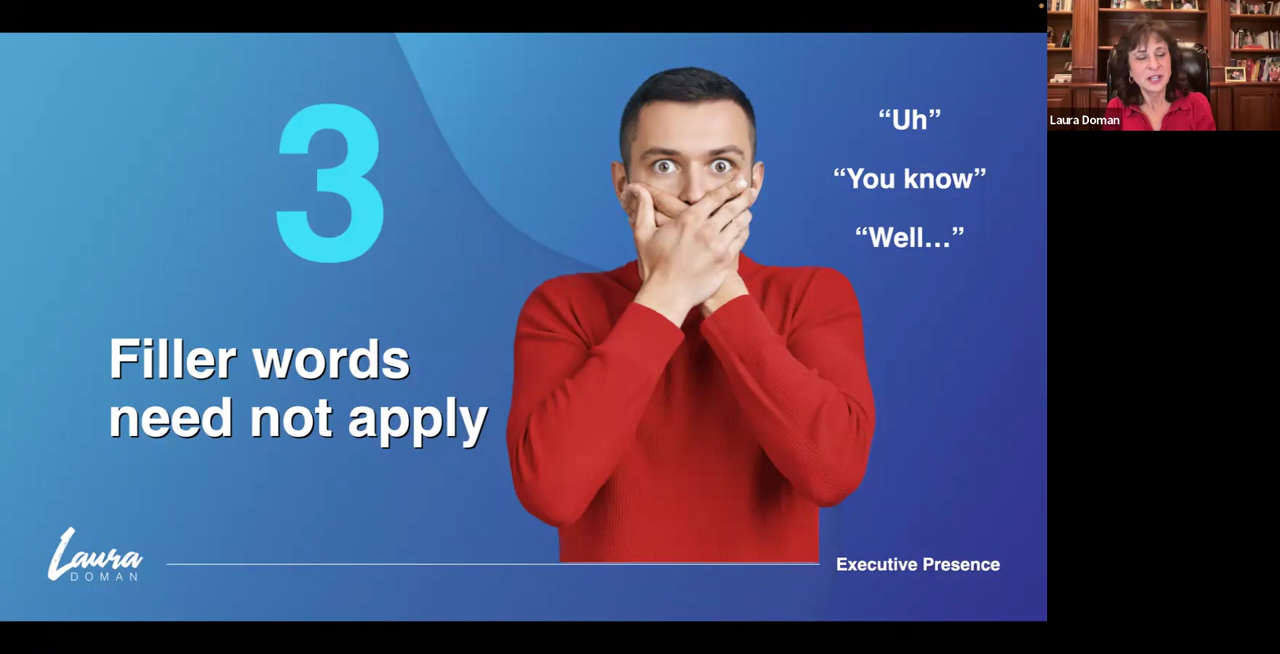 3
Filler words
need not apply
“Uh”
“You know”
“Well...”
Laura
DOMAN
Executive Presence
Laura Doman